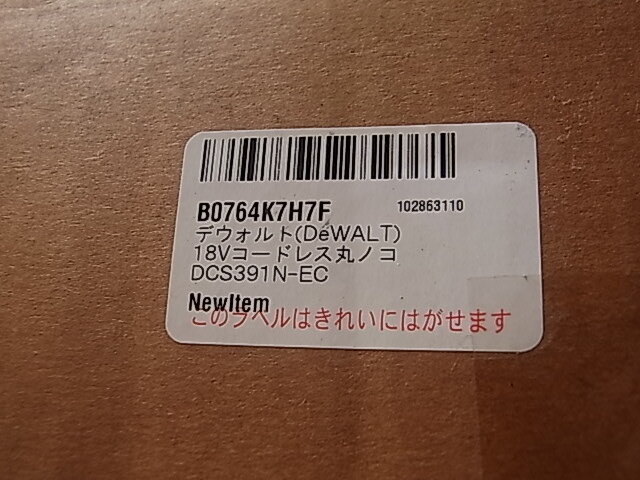 B0764K7H7F 102863110
デウォルト(DeWALT)
18Vコードレス丸ノコ
DCS391N-EC
NewItem
このラベルはきれいにはがせます